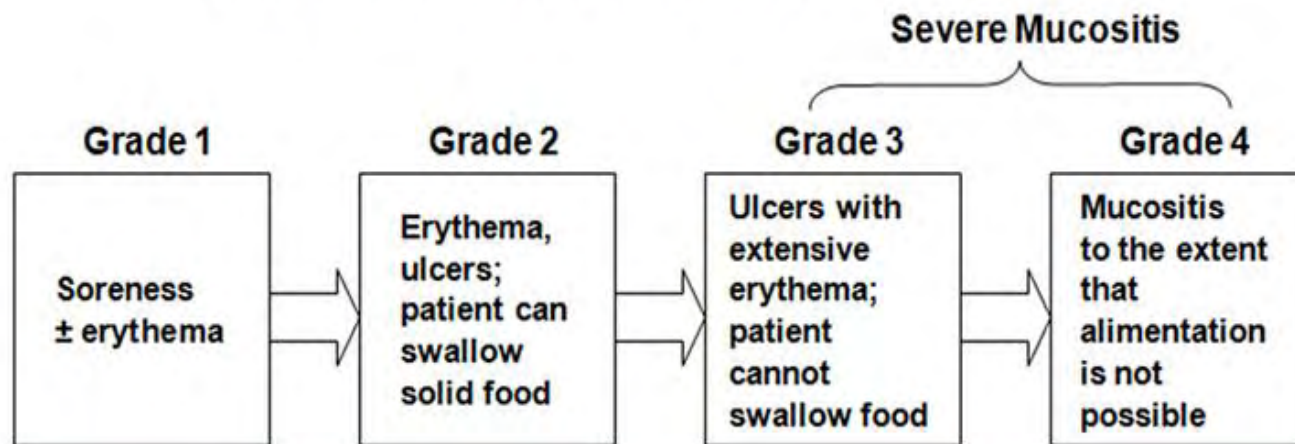 Severe Mucositis
Grade 1
Grade 2
Grade 3
Grade 4
Soreness
± erythema
Erythema,
ulcers;
patient can
swallow
solid food
Ulcers with
extensive
erythema;
patient
cannot
swallow food
Mucositis
to the extent
that
alimentation
is not
possible